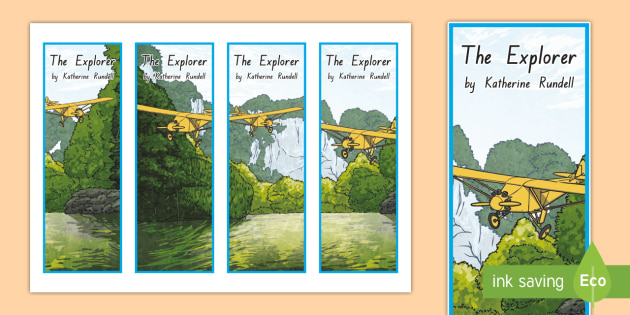 The Explorer
by Katherine Rundell
The Explorer
by Katherine Rundell
The Explorer
by Katherine Rundell
The Explorer
by Katherine Rundell
The Explorer
by Katherine Rundell
ink saving
Eco